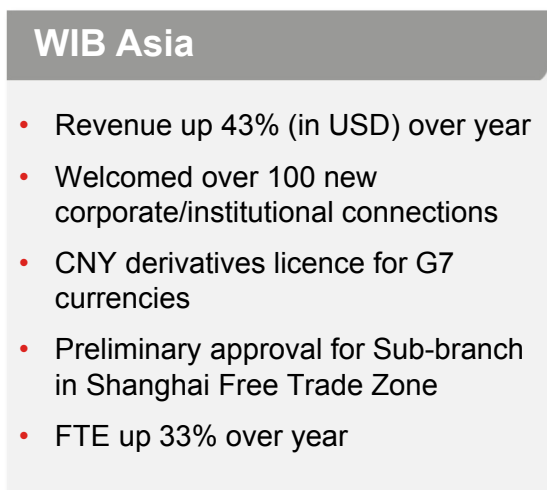 WIB Asia
• Revenue up 43% (in USD) over year
• Welcomed over 100 new
corporate/institutional connections
• CNY derivatives licence for G7
currencies
• Preliminary approval for Sub-branch
in Shanghai Free Trade Zone
• FTE up 33% over year